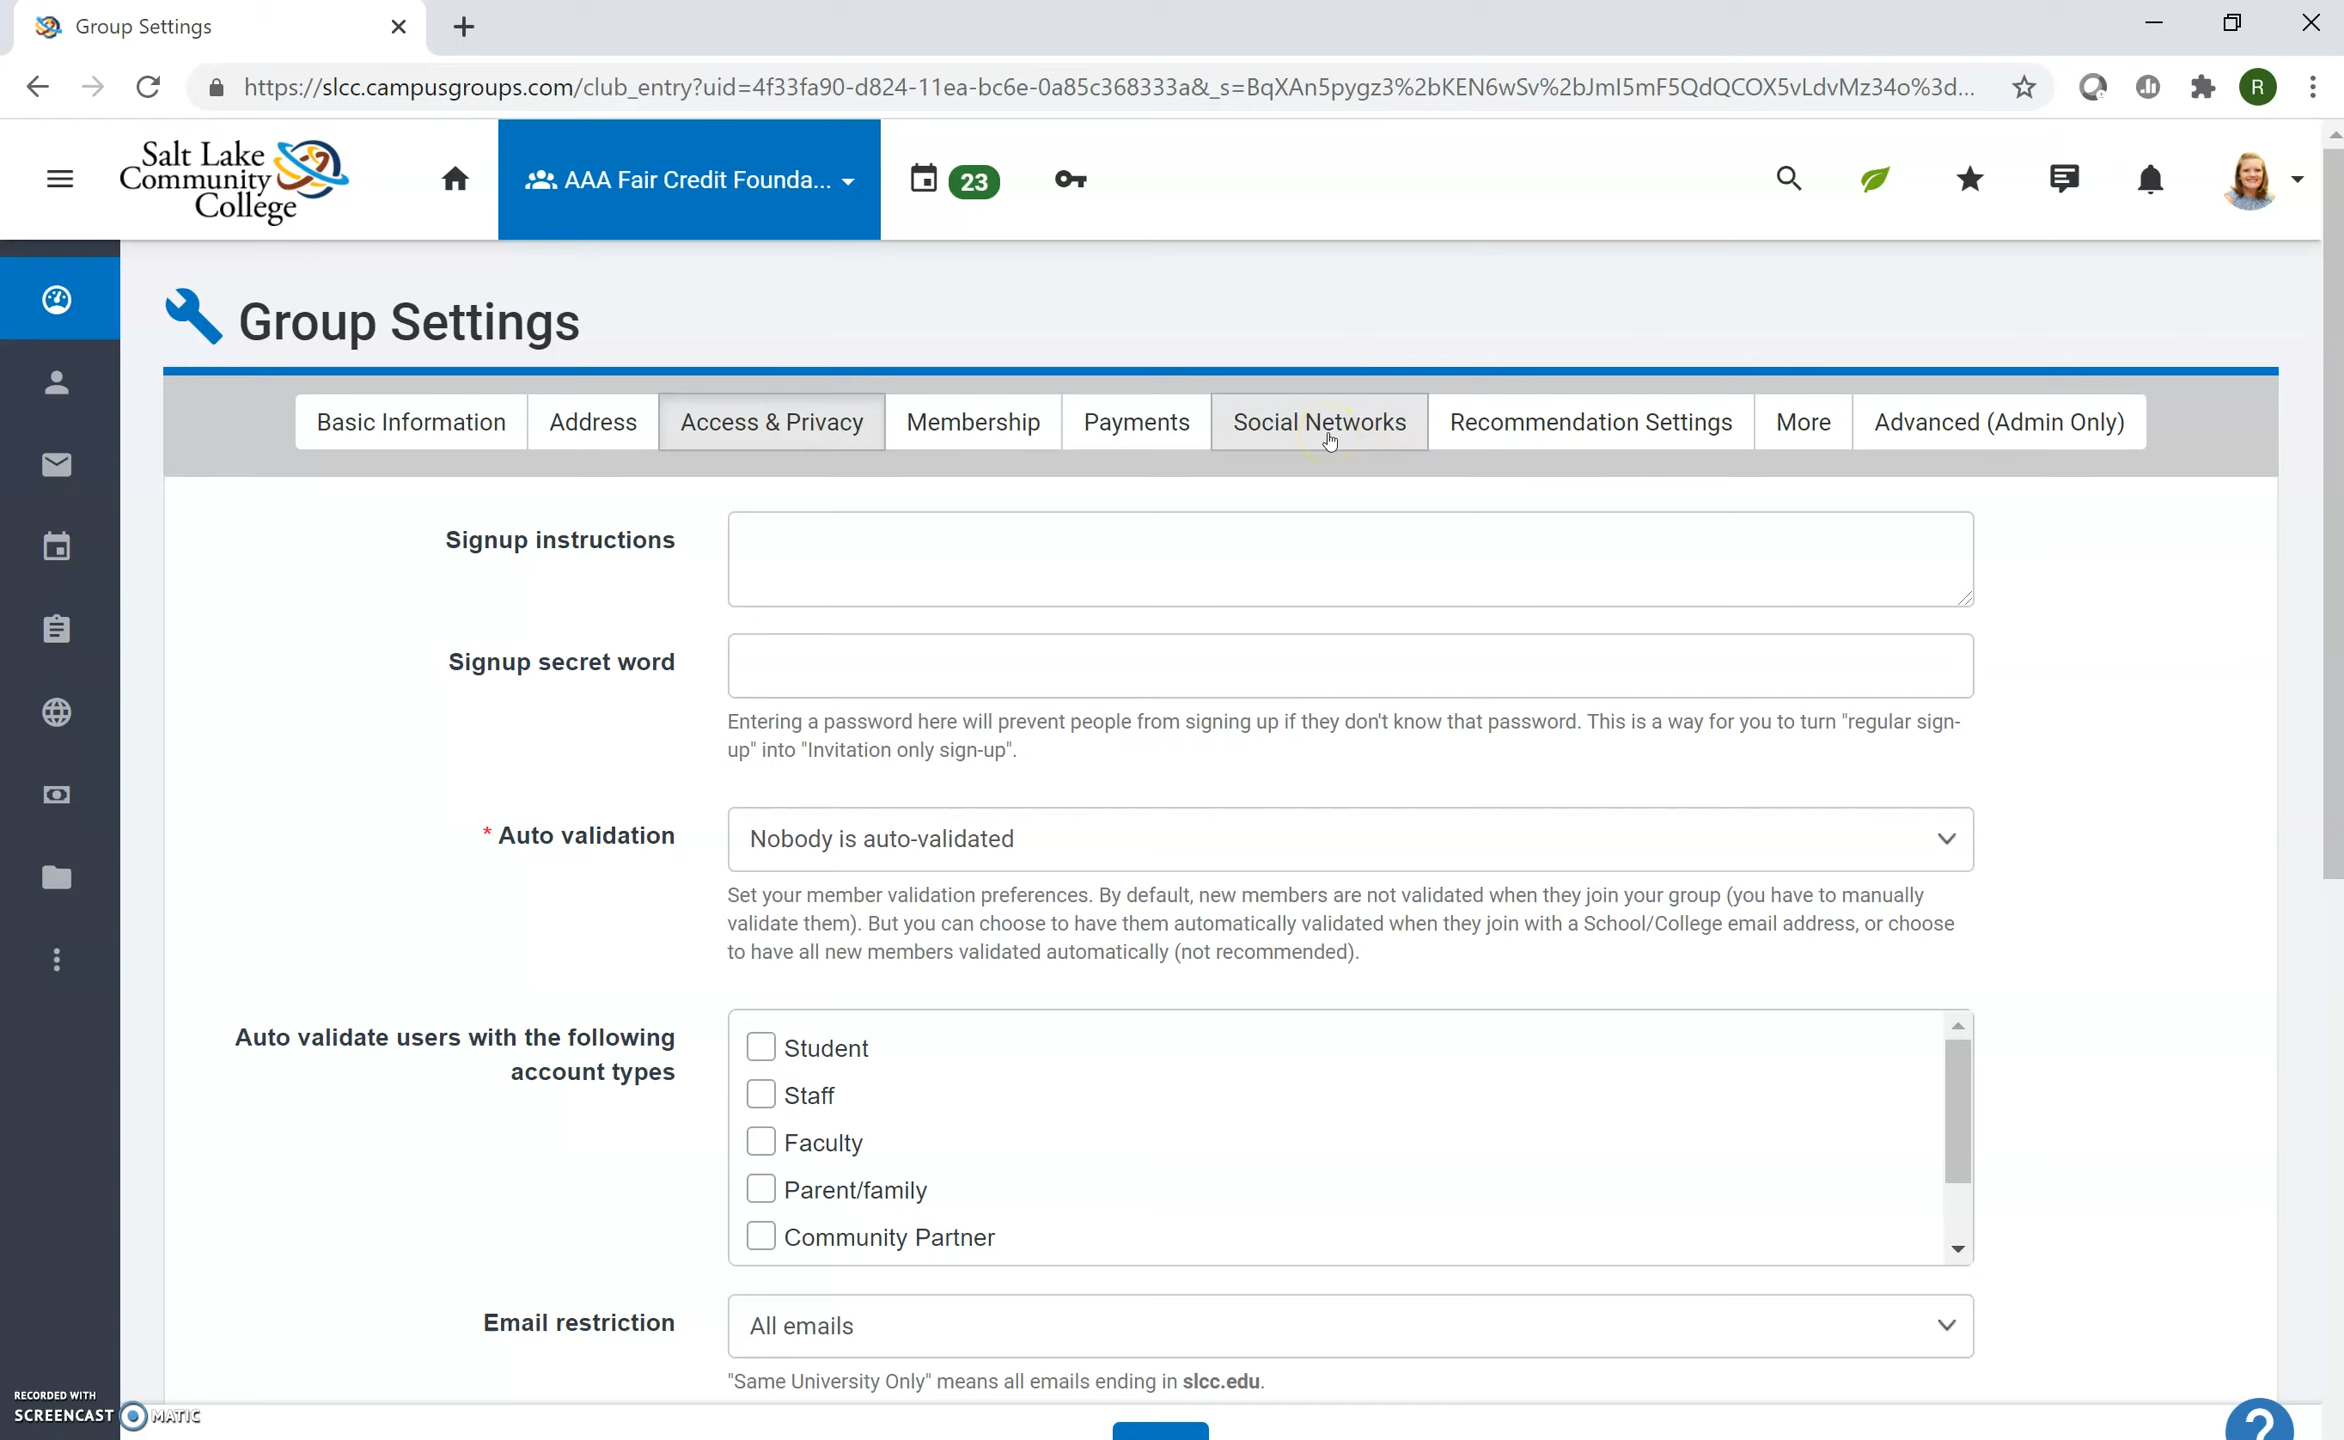 Group Settings
https://slcc.campusgroups.com/club_entry?uid=4f33fa90-d824-11ea-bc6e-0a85c368333a&_s=BqXAn5pygz3%2bKEN6wSv%2bJmI5mF5QdQCOX5vLdvMz34o%3d...
R
Salt Lake
Community
College
AAA Fair Credit Founda...
23
Group Settings
Basic Information
Address
Access & Privacy
Membership
Payments
Social Networks
Recommendation Settings
More
Advanced (Admin Only)
Signup instructions
Signup secret word
Entering a password here will prevent people from signing up if they don't know that password. This is a way for you to turn "regular sign-
up" into "Invitation only sign-up".
* Auto validation
Nobody is auto-validated
Set your member validation preferences. By default, new members are not validated when they join your group (you have to manually
validate them). But you can choose to have them automatically validated when they join with a School/College email address, or choose
to have all new members validated automatically (not recommended).
Auto validate users with the following
account types
Student
Staff
Faculty
Parent/family
Community Partner
Email restriction
All emails
"Same University Only" means all emails ending in slcc.edu.
RECORDED WITH
SCREENCAST MATIC
?